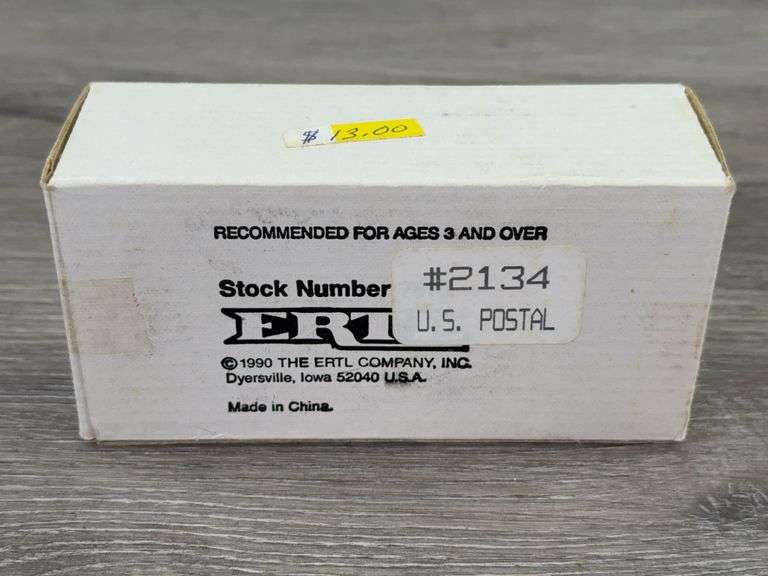 $ 13.00
RECOMMENDED FOR AGES 3 AND OVER
Stock Number #2134
U.S. POSTAL
©1990 THE ERTL COMPANY, INC.
Dyersville, Iowa 52040 U.S.A.
Made in China.